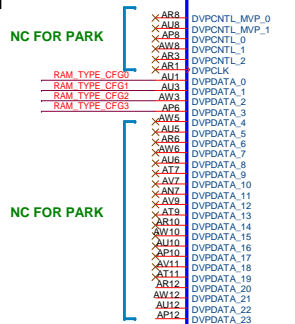 AR8 DVPCNTL_MVP_0
AU8 DVPCNTL_MVP_1
AP8 DVPCNTL_0
NC FOR PARK
AW8 DVPCNTL_1
AR3 DVPCNTL_2
AR1 DVPCLK
RAM_TYPE_CFG0 AU1 DVPDATA_0
RAM_TYPE_CFG1 AU3 DVPDATA_1
RAM_TYPE_CFG2 AW3 DVPDATA_2
RAM_TYPE_CFG3 AP6 DVPDATA_3
AW5 DVPDATA_4
AU5 DVPDATA_5
AR6 DVPDATA_6
AW6 DVPDATA_7
AU6 DVPDATA_8
AT7 DVPDATA_9
AV7 DVPDATA_10
AN7 DVPDATA_11
AV9 DVPDATA_12
NC FOR PARK
AT9 DVPDATA_13
AR10 DVPDATA_14
AW10 DVPDATA_15
AU10 DVPDATA_16
AP10 DVPDATA_17
AV11 DVPDATA_18
AT11 DVPDATA_19
AR12 DVPDATA_20
AW12 DVPDATA_21
AU12 DVPDATA_22
AP12 DVPDATA_23